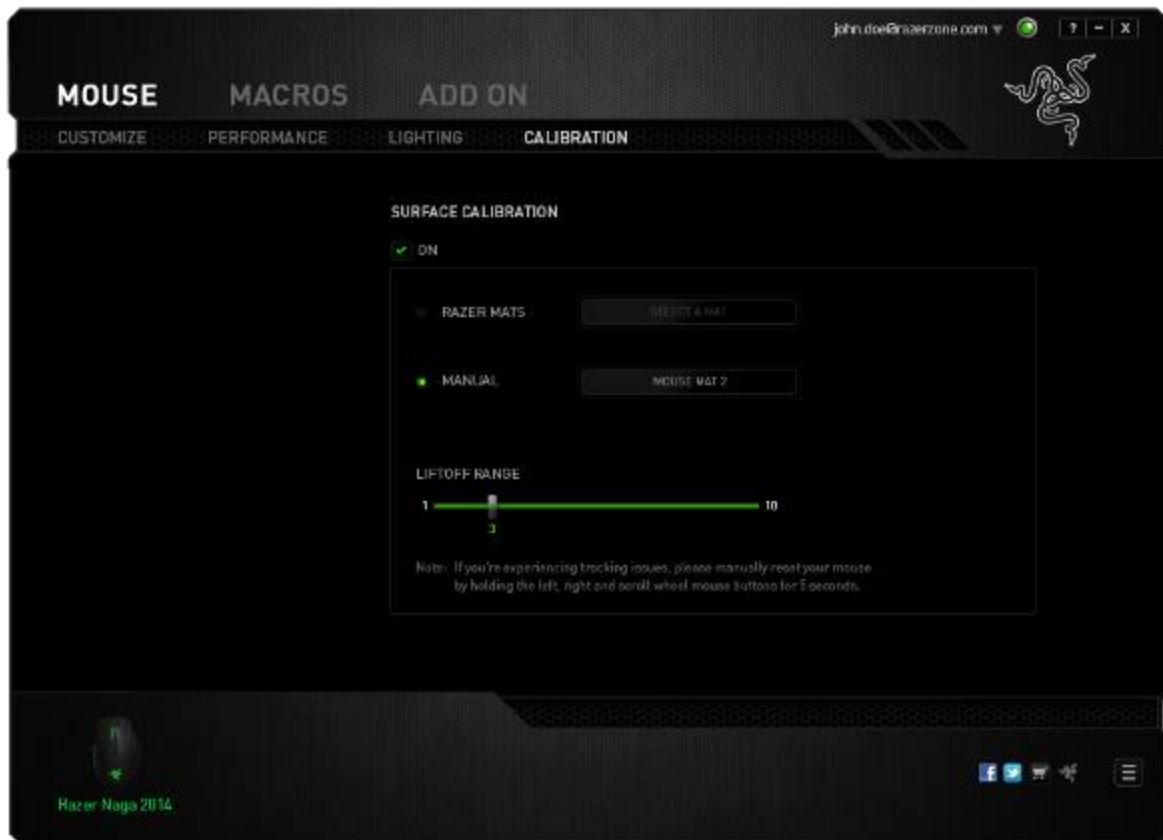 john.doe@razerzone.com
? - X
MOUSE MACROS ADD ON
CUSTOMIZE PERFORMANCE LIGHTING CALIBRATION
SURFACE CALIBRATION
ON
RAZER MATS SELECT A MAT
MANUAL MOUSE MAT 2
LIFTOFF RANGE
1 10
3
Note: If you're experiencing tracking issues, please manually reset your mouse
by holding the left, right and scroll wheel mouse buttons for 5 seconds.
Razer Naga 2014